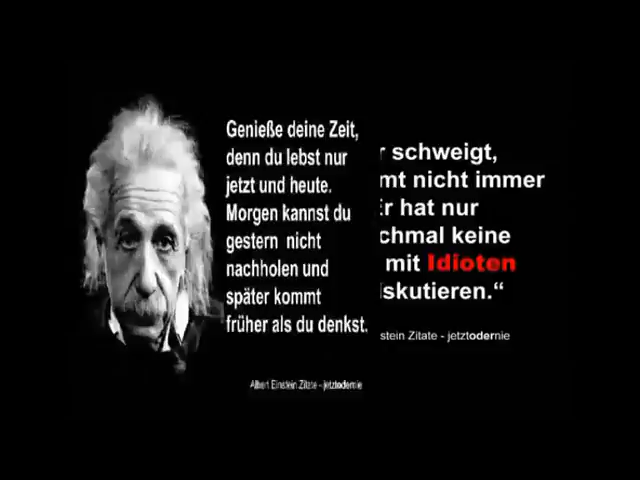 Genieße deine Zeit,
denn du lebst nur
jetzt und heute.
Morgen kannst du
gestern nicht
nachholen und
später kommt
früher als du denkst.
Albert Einstein Zitate - jetztodernie
r schweigt,
mt nicht immer
Er hat nur
chmal keine
mit Idioten
iskutieren.“
stein Zitate - jetztodernie